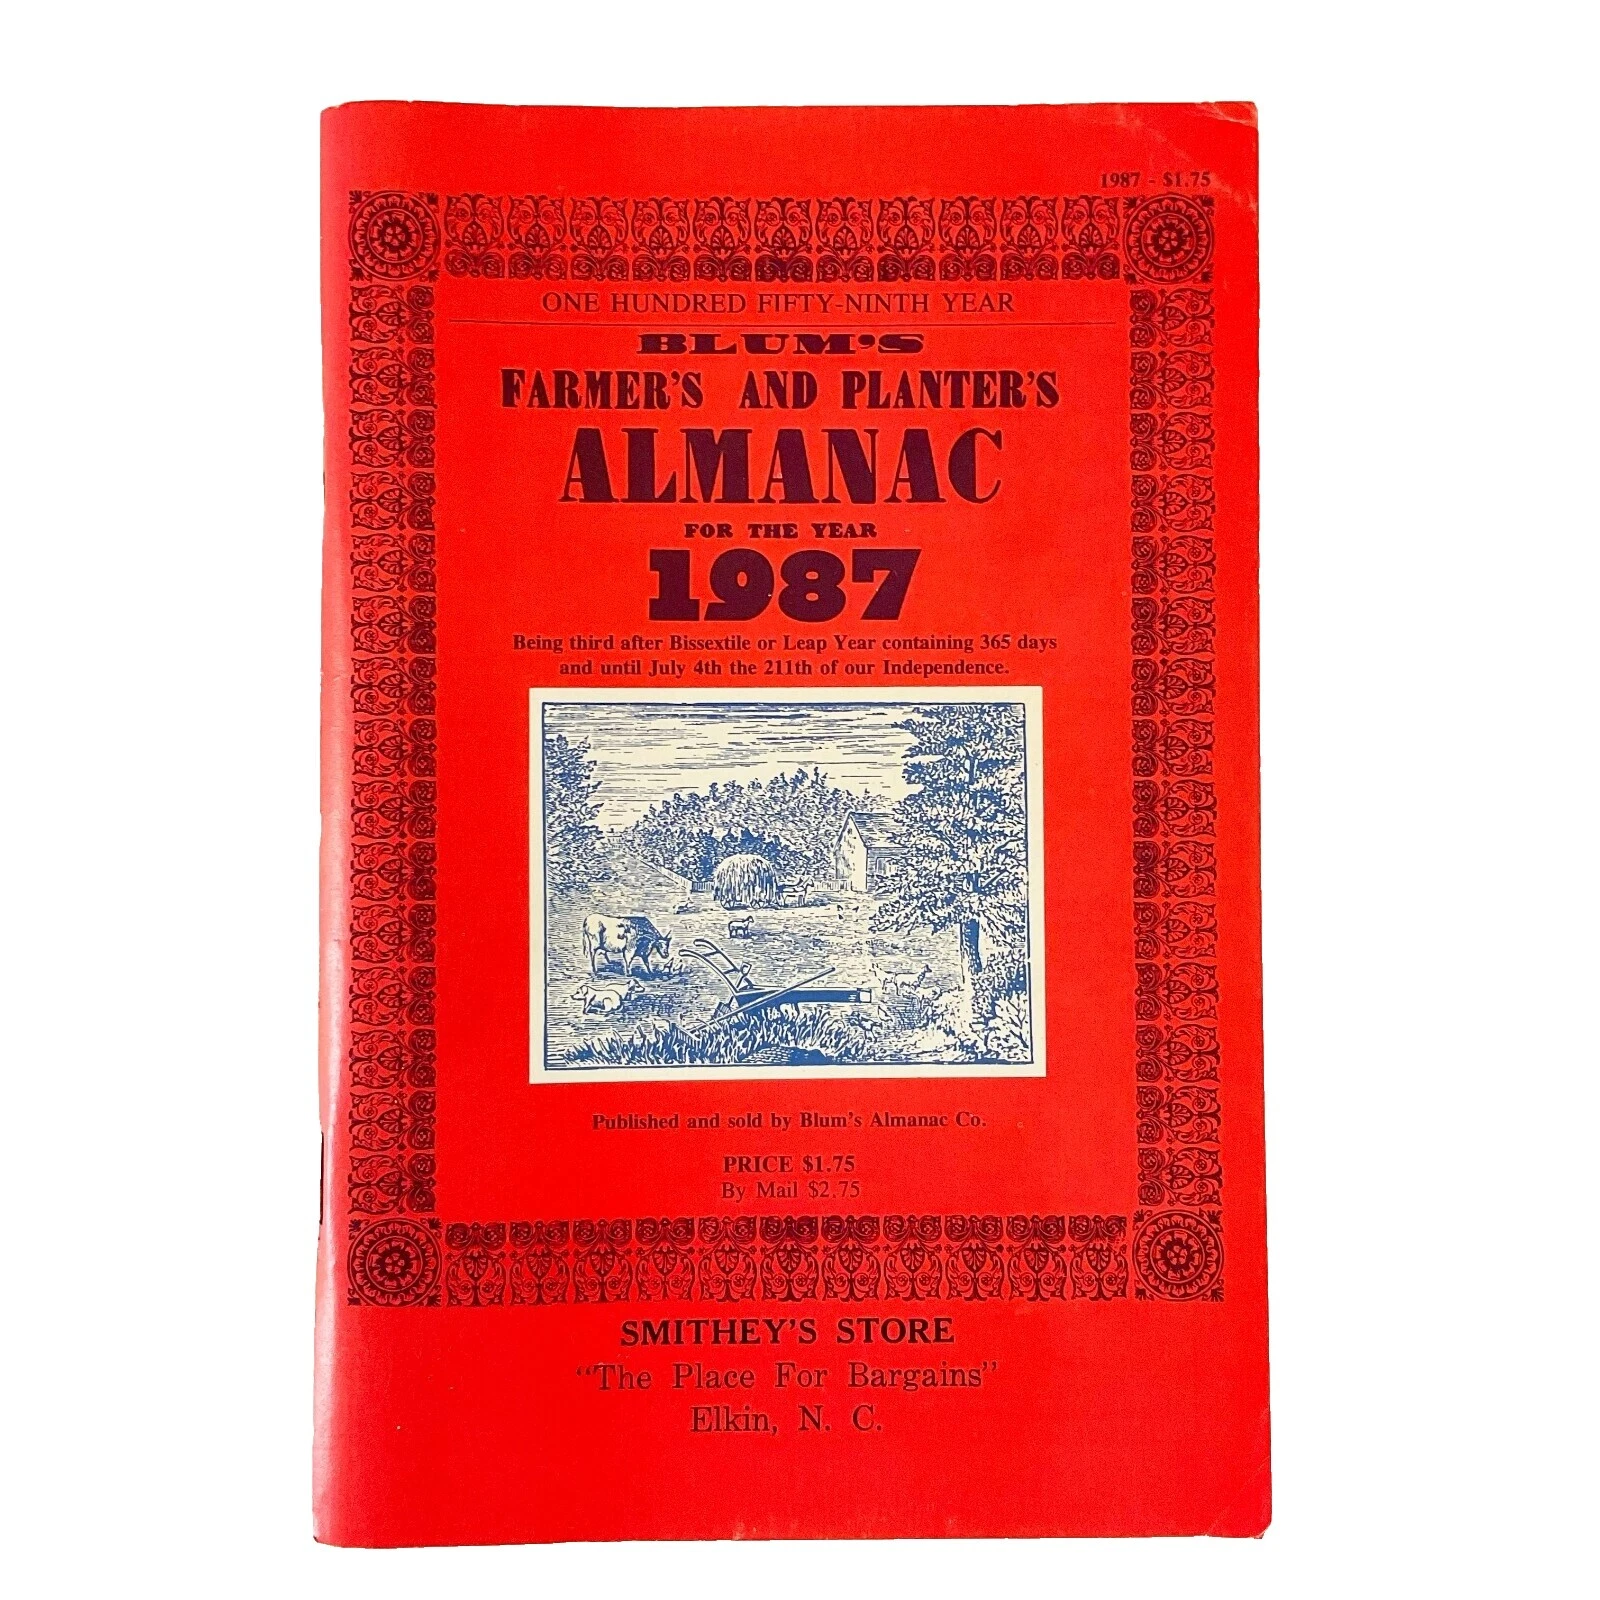 1987 - $1.75
ONE HUNDRED FIFTY-NINTH YEAR
BLUM'S
FARMER'S AND PLANTER'S
ALMANAC
FOR THE YEAR
1987
Being third after Bissextile or Leap Year containing 365 days
and until July 4th the 211th of our Independence.
Published and sold by Blum's Almanac Co.
PRICE $1.75
By Mail $2.75
SMITHEY'S STORE
"The Place For Bargains"
Elkin, N. C.